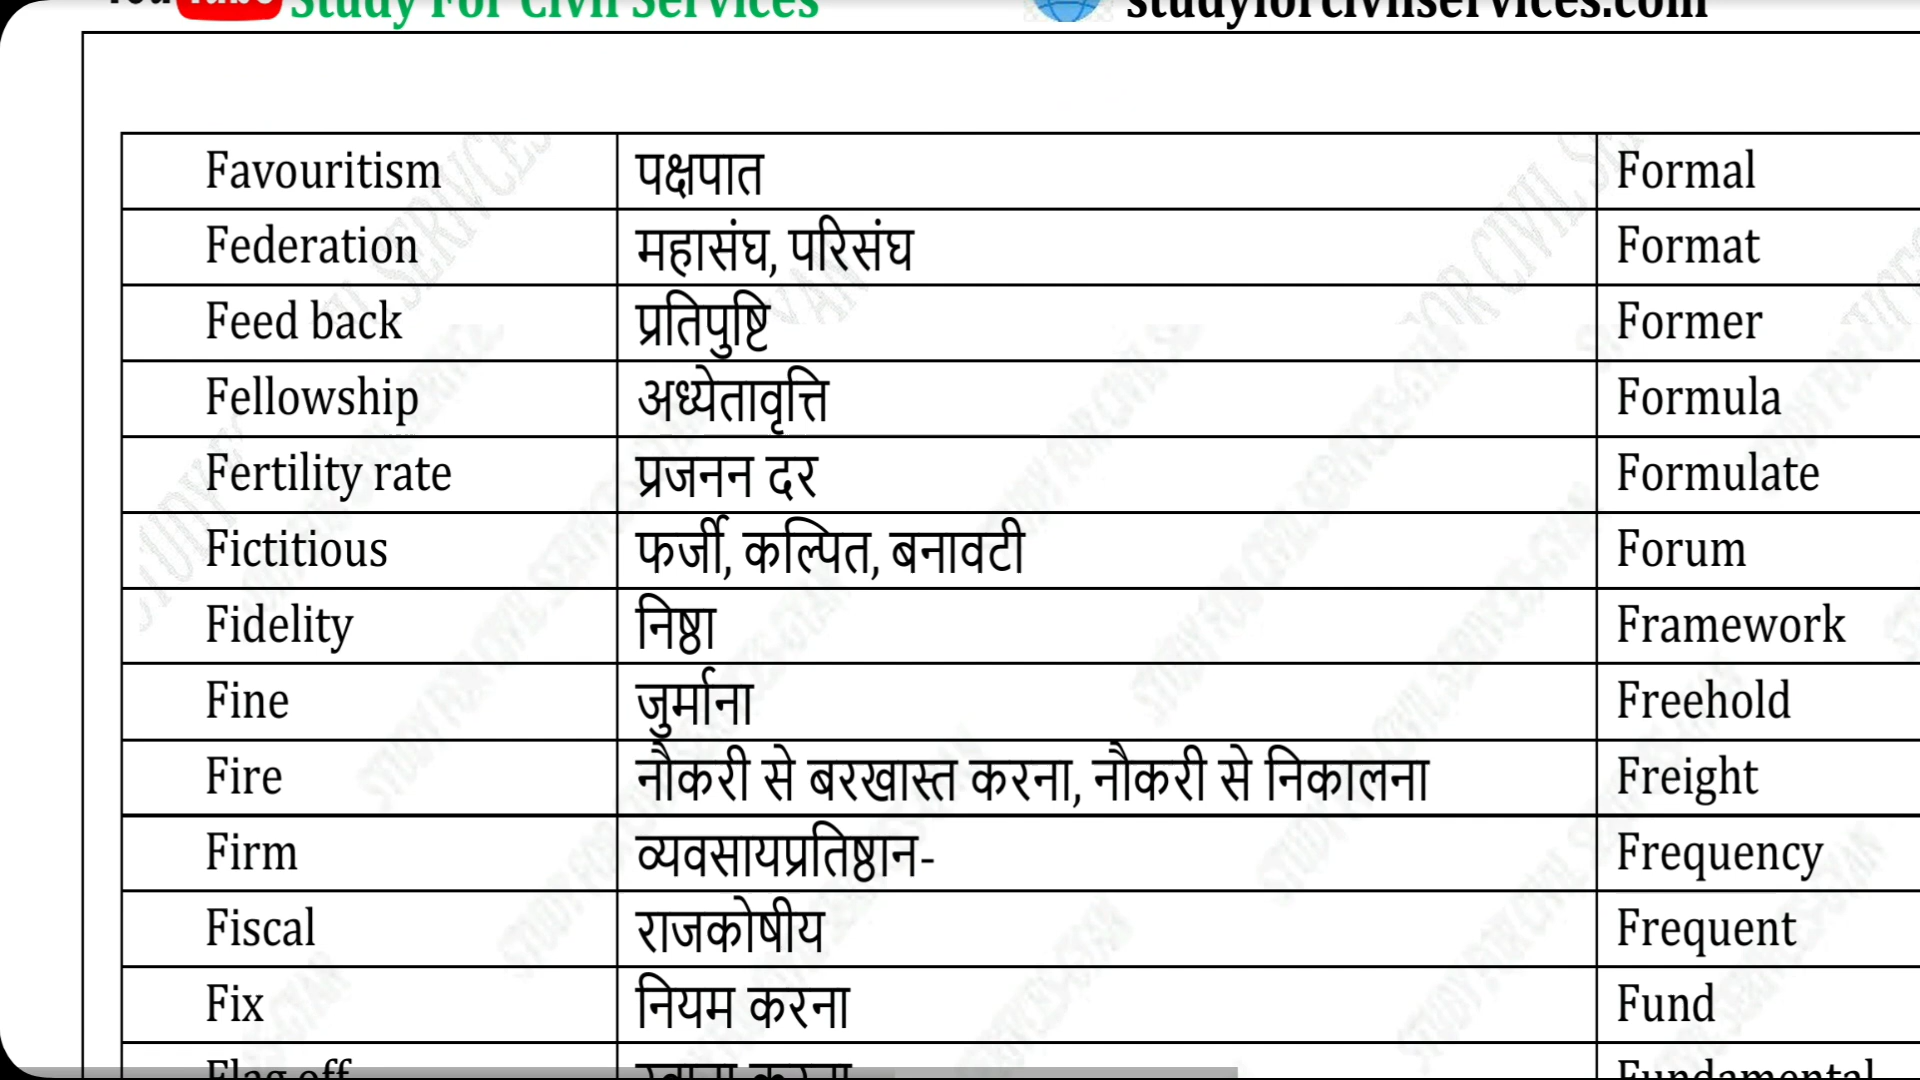 YouTube Study For Civil Services studyforcivilservices.com
Favouritism पक्षपात Formal
Federation महासंघ, परिसंघ Format
Feed back प्रतिपुष्टि Former
Fellowship अध्येतावृत्ति Formula
Fertility rate प्रजनन दर Formulate
Fictitious फर्जी, कल्पित, बनावटी Forum
Fidelity निष्ठा Framework
Fine जुर्माना Freehold
Fire नौकरी से बरखास्त करना, नौकरी से निकालना Freight
Firm व्यवसायप्रतिष्ठान- Frequency
Fiscal राजकोषीय Frequent
Fix नियम करना Fund
Flag off करना Fundamental